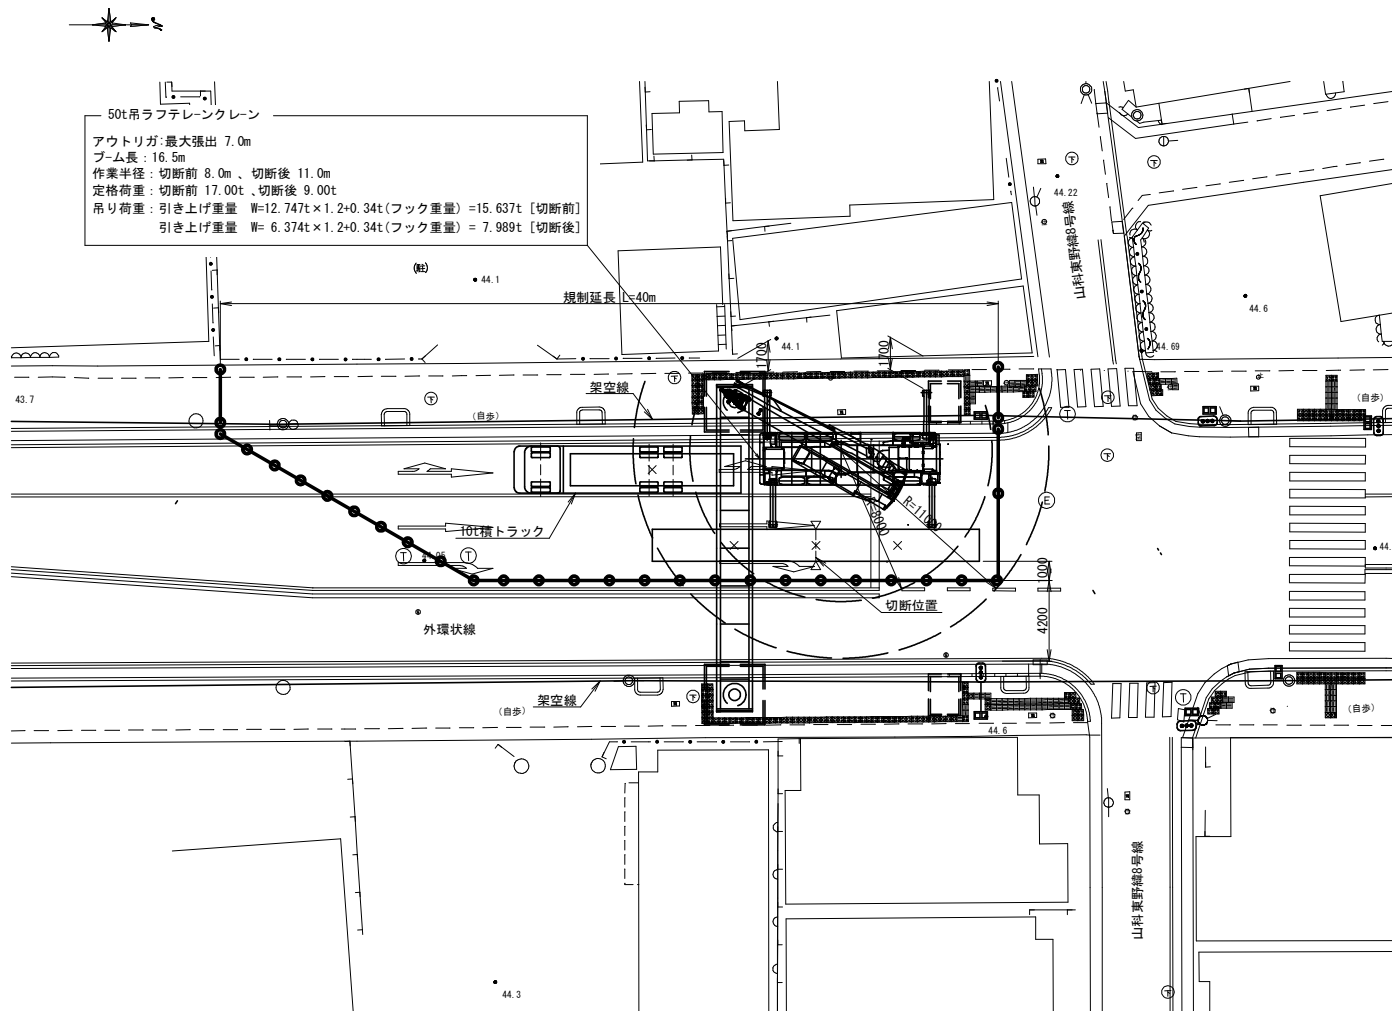 50t吊ラフテレーンクレーン
アウトリガ:最大張出 7.0m
ブーム長：16.5m
作業半径：切断前 8.0m 、切断後 11.0m
定格荷重：切断前 17.00t 、切断後 9.00t
吊り荷重：引き上げ重量 W=12.747t×1.2+0.34t(フック重量) =15.637t [切断前]
引き上げ重量 W= 6.374t×1.2+0.34t(フック重量) = 7.989t [切断後]
44.22
山科東野緯8号線
(駐)
44.1
規制延長 L=40m
44.6
44.1
44.69
1700
1700
架空線
43.7
(自歩)
(自歩)
10t積トラック
R=11000
8000
44.95
1000
切断位置
4200
外環状線
架空線
(自歩)
(自歩)
44.6
山科東野緯8号線
44.3